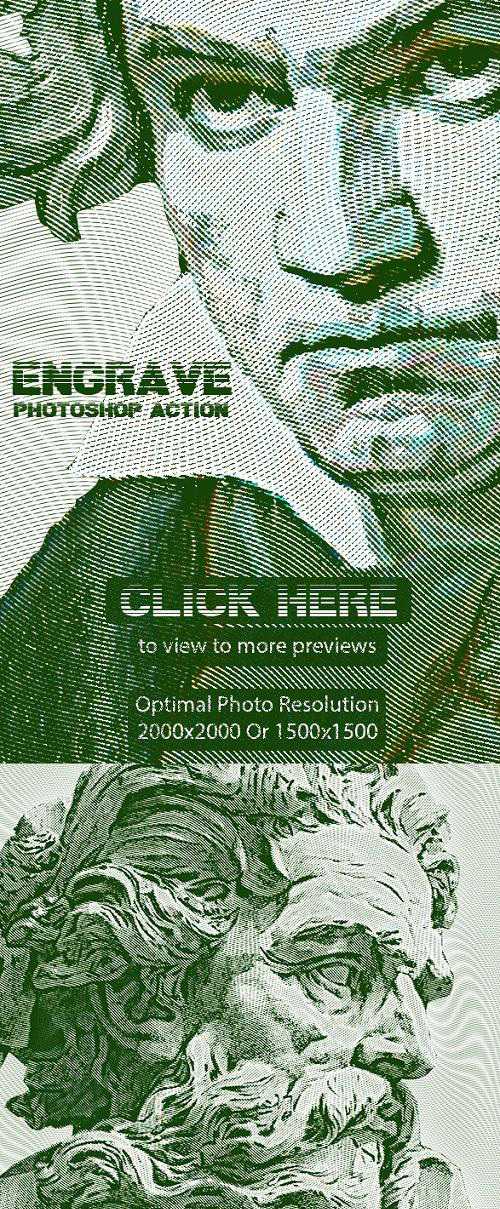 ENGRAVE
PHOTOSHOP ACTION
CLICK HERE
to view to more previews
Optimal Photo Resolution
2000x2000 Or 1500x1500